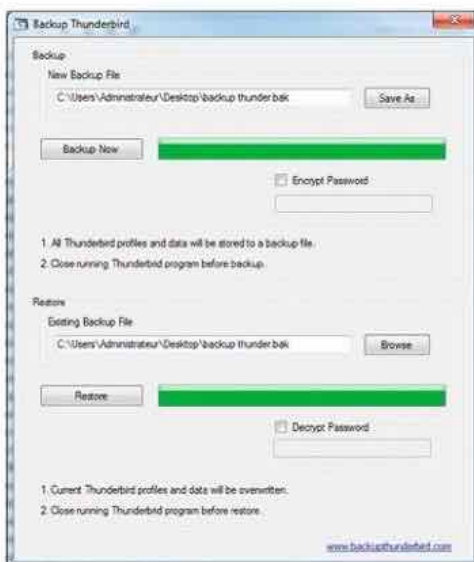 Backup Thunderbird
Backup
New Backup File
C:\Users\Administrateur\Desktop\backup thunder.bak
Save As
Backup Now
Encrypt Password
1. All Thunderbird profiles and data will be stored to a backup file.
2. Close running Thunderbird program before backup.
Restore
Existing Backup File
C:\Users\Administrateur\Desktop\backup thunder.bak
Browse
Restore
Decrypt Password
1. Current Thunderbird profiles and data will be overwritten.
2. Close running Thunderbird program before restore.
www.backupthunderbird.com